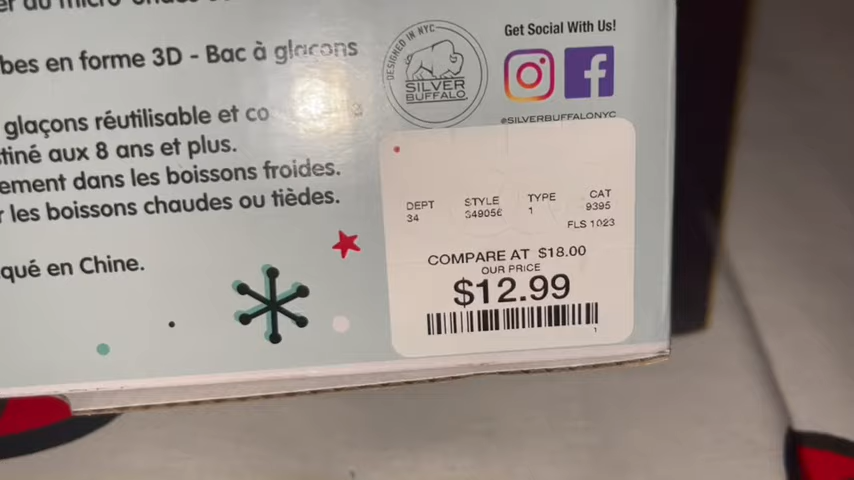 au micro-ondes
Get Social With Us!
DESIGNED IN NYC
SILVER
BUFFALO
bes en forme 3D - Bac à glaçons
glaçons réutilisable et co
@SILVERBUFFALONYC
tiné aux 8 ans et plus.
ement dans les boissons froides.
r les boissons chaudes ou tièdes.
qué en Chine.
DEPT STYLE TYPE CAT
34 349056 1 9395
FLS 1023
COMPARE AT $18.00
OUR PRICE
$12.99
1